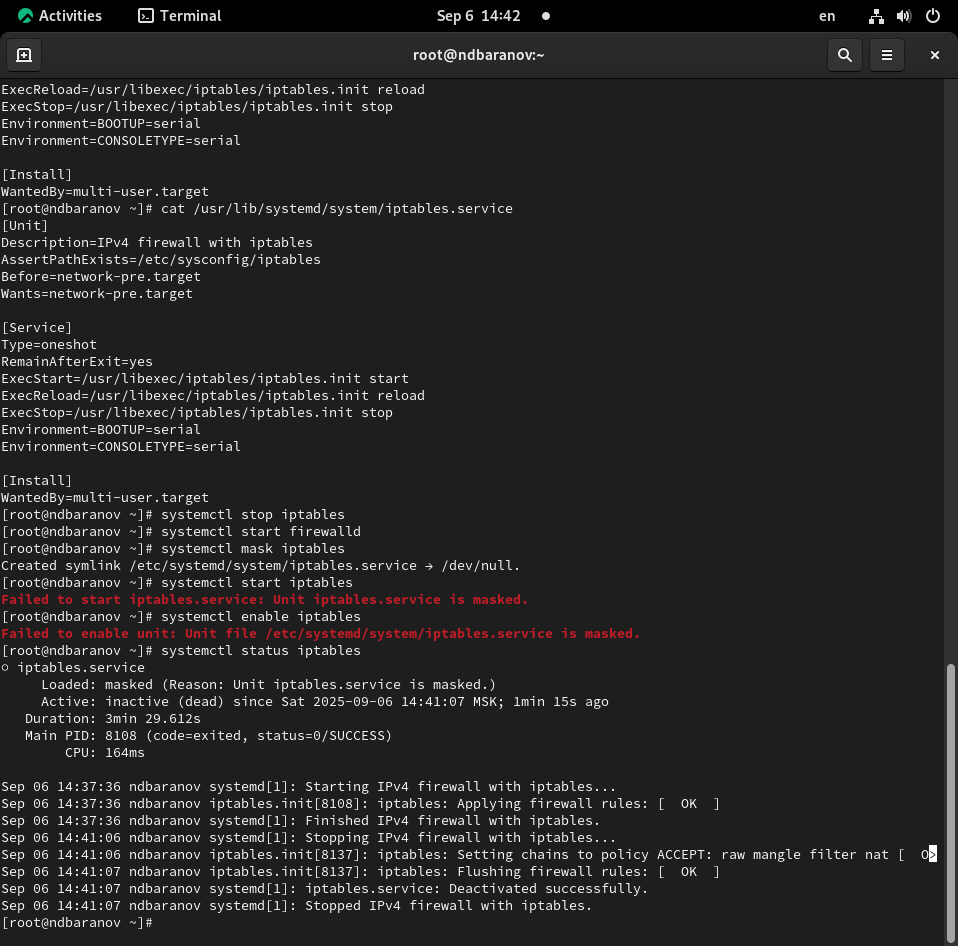 Activities
Terminal
Sep 6 14:42
en
root@ndbaranov:~
ExecReload=/usr/libexec/iptables/iptables.init reload
ExecStop=/usr/libexec/iptables/iptables.init stop
Environment=BOOTUP=serial
Environment=CONSOLETYPE=serial

[Install]
WantedBy=multi-user.target
[root@ndbaranov ~]# cat /usr/lib/systemd/system/iptables.service
[Unit]
Description=IPv4 firewall with iptables
AssertPathExists=/etc/sysconfig/iptables
Before=network-pre.target
Wants=network-pre.target

[Service]
Type=oneshot
RemainAfterExit=yes
ExecStart=/usr/libexec/iptables/iptables.init start
ExecReload=/usr/libexec/iptables/iptables.init reload
ExecStop=/usr/libexec/iptables/iptables.init stop
Environment=BOOTUP=serial
Environment=CONSOLETYPE=serial

[Install]
WantedBy=multi-user.target
[root@ndbaranov ~]# systemctl stop iptables
[root@ndbaranov ~]# systemctl start firewalld
[root@ndbaranov ~]# systemctl mask iptables
Created symlink /etc/systemd/system/iptables.service → /dev/null.
[root@ndbaranov ~]# systemctl start iptables
Failed to start iptables.service: Unit iptables.service is masked.
[root@ndbaranov ~]# systemctl enable iptables
Failed to enable unit: Unit file /etc/systemd/system/iptables.service is masked.
[root@ndbaranov ~]# systemctl status iptables
○ iptables.service
     Loaded: masked (Reason: Unit iptables.service is masked.)
     Active: inactive (dead) since Sat 2025-09-06 14:41:07 MSK; 1min 15s ago
   Duration: 3min 29.612s
   Main PID: 8108 (code=exited, status=0/SUCCESS)
        CPU: 164ms

Sep 06 14:37:36 ndbaranov systemd[1]: Starting IPv4 firewall with iptables...
Sep 06 14:37:36 ndbaranov iptables.init[8108]: iptables: Applying firewall rules: [  OK  ]
Sep 06 14:37:36 ndbaranov systemd[1]: Finished IPv4 firewall with iptables.
Sep 06 14:41:06 ndbaranov systemd[1]: Stopping IPv4 firewall with iptables...
Sep 06 14:41:06 ndbaranov iptables.init[8137]: iptables: Setting chains to policy ACCEPT: raw mangle filter nat [  O>
Sep 06 14:41:07 ndbaranov iptables.init[8137]: iptables: Flushing firewall rules: [  OK  ]
Sep 06 14:41:07 ndbaranov systemd[1]: iptables.service: Deactivated successfully.
Sep 06 14:41:07 ndbaranov systemd[1]: Stopped IPv4 firewall with iptables.
[root@ndbaranov ~]#